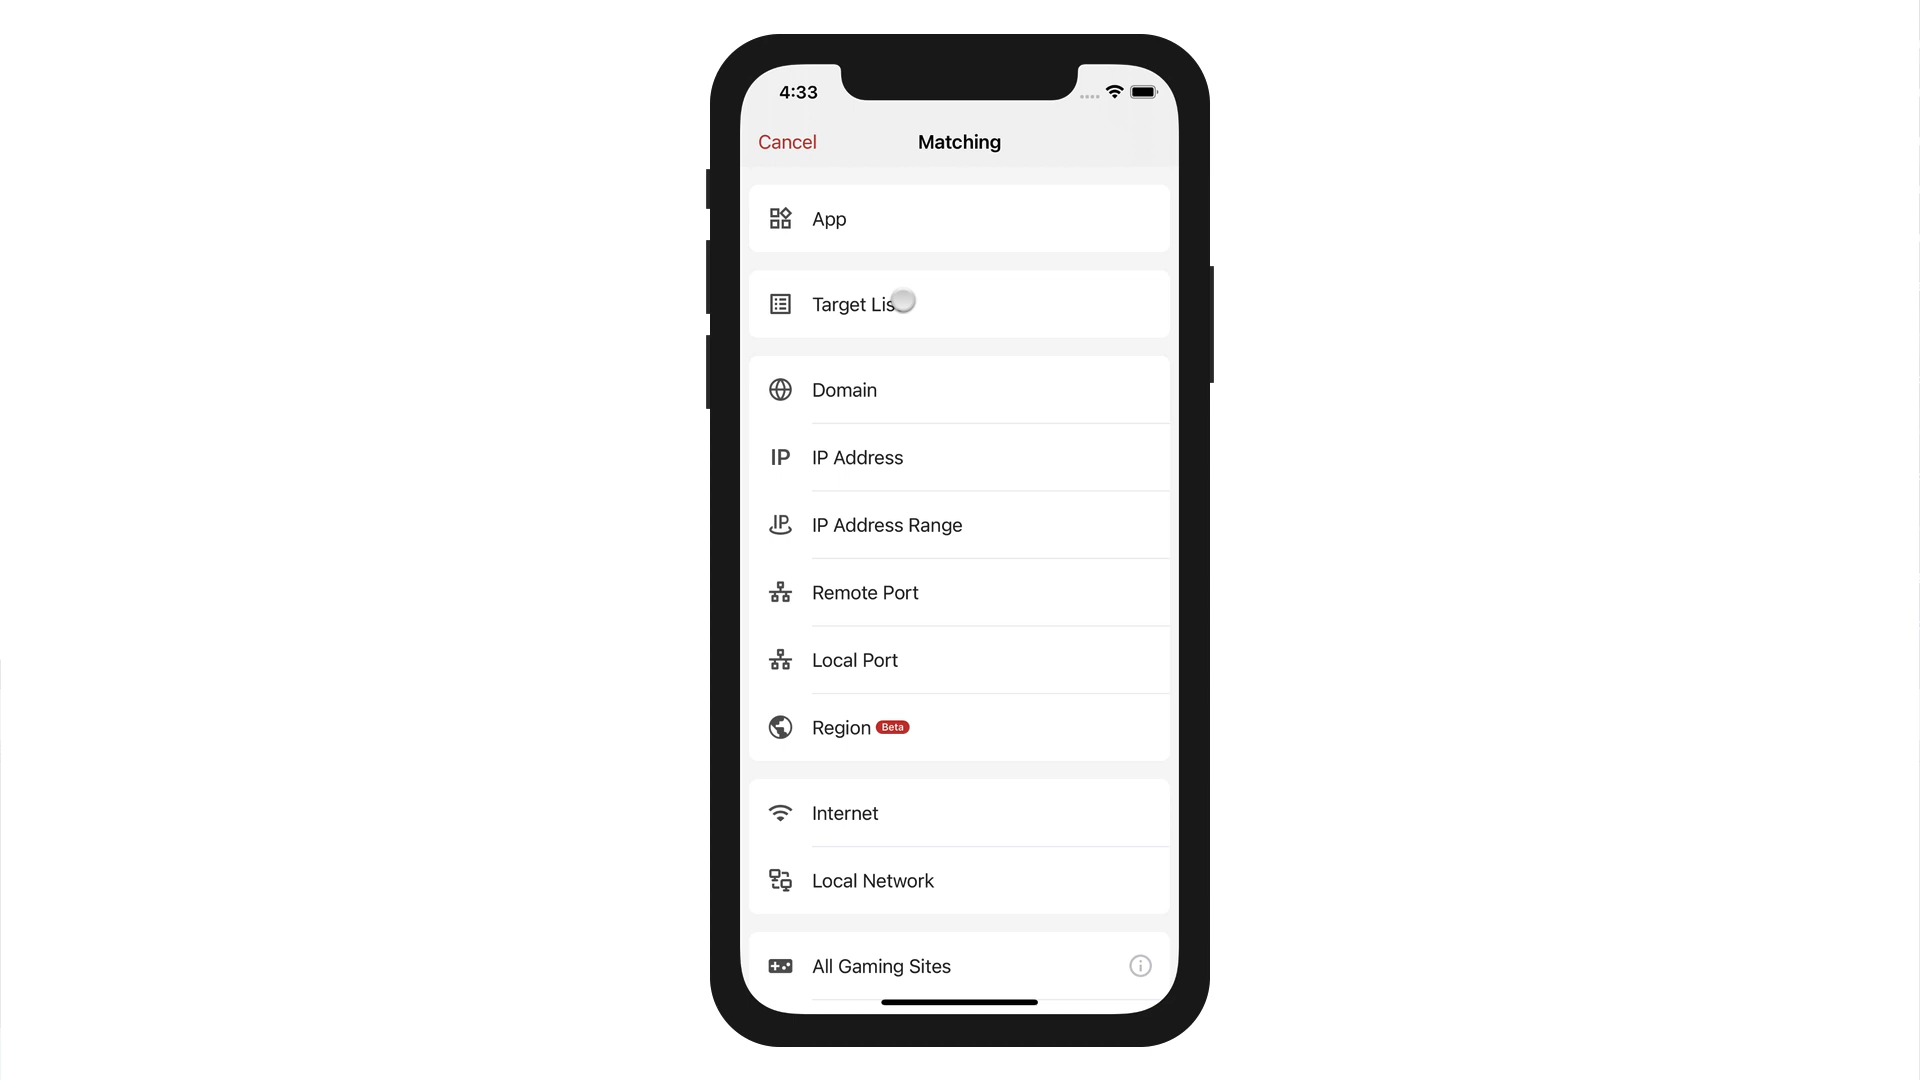 4:33
Cancel
Matching
App
Target Lis
Domain
IP
IP Address
IP
IP Address Range
Remote Port
Local Port
Region Beta
Internet
Local Network
All Gaming Sites